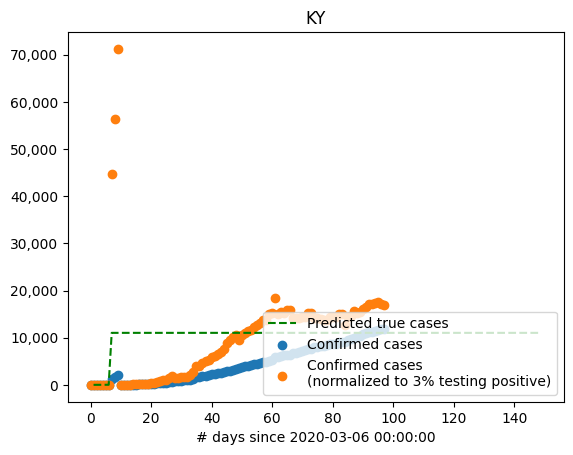 KY
70,000
60,000
50,000
40,000
30,000
20,000
10,000
0
Predicted true cases
Confirmed cases
Confirmed cases
(normalized to 3% testing positive)
0 20 40 60 80 100 120 140
# days since 2020-03-06 00:00:00